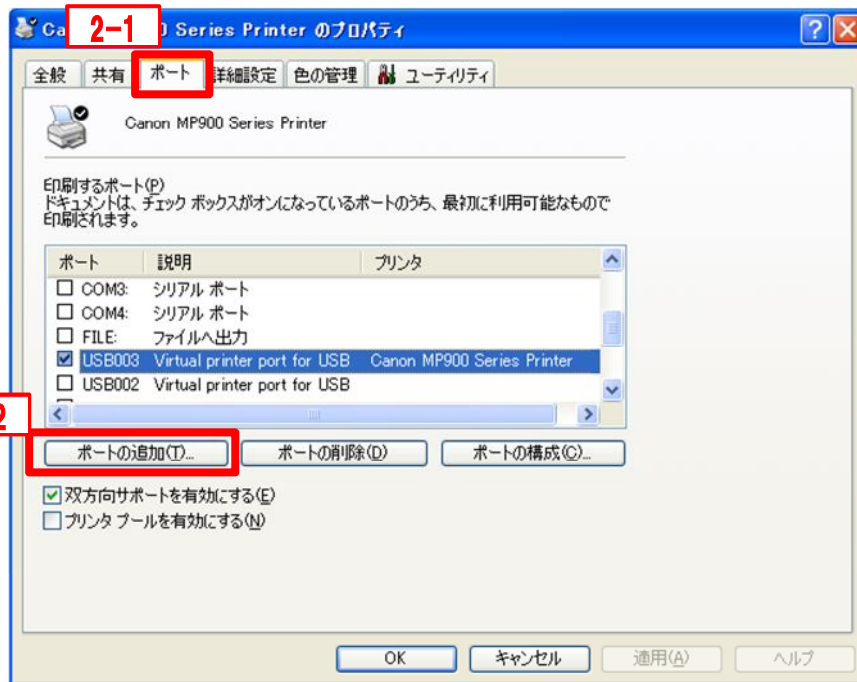 2-1
Ca 0 Series Printer のプロパティ
全般 共有 ポート 詳細設定 色の管理 ユーティリティ
Canon MP900 Series Printer
印刷するポート(P)
ドキュメントは、チェック ボックスがオンになっているポートのうち、最初に利用可能なもので
印刷されます。
ポート 説明 プリンタ
COM3: シリアル ポート
COM4: シリアル ポート
FILE: ファイルへ出力
USB003 Virtual printer port for USB Canon MP900 Series Printer
USB002 Virtual printer port for USB
2
ポートの追加(T)... ポートの削除(D) ポートの構成(C)...
双方向サポートを有効にする(E)
プリンタ プールを有効にする(N)
OK キャンセル 適用(A) ヘルプ